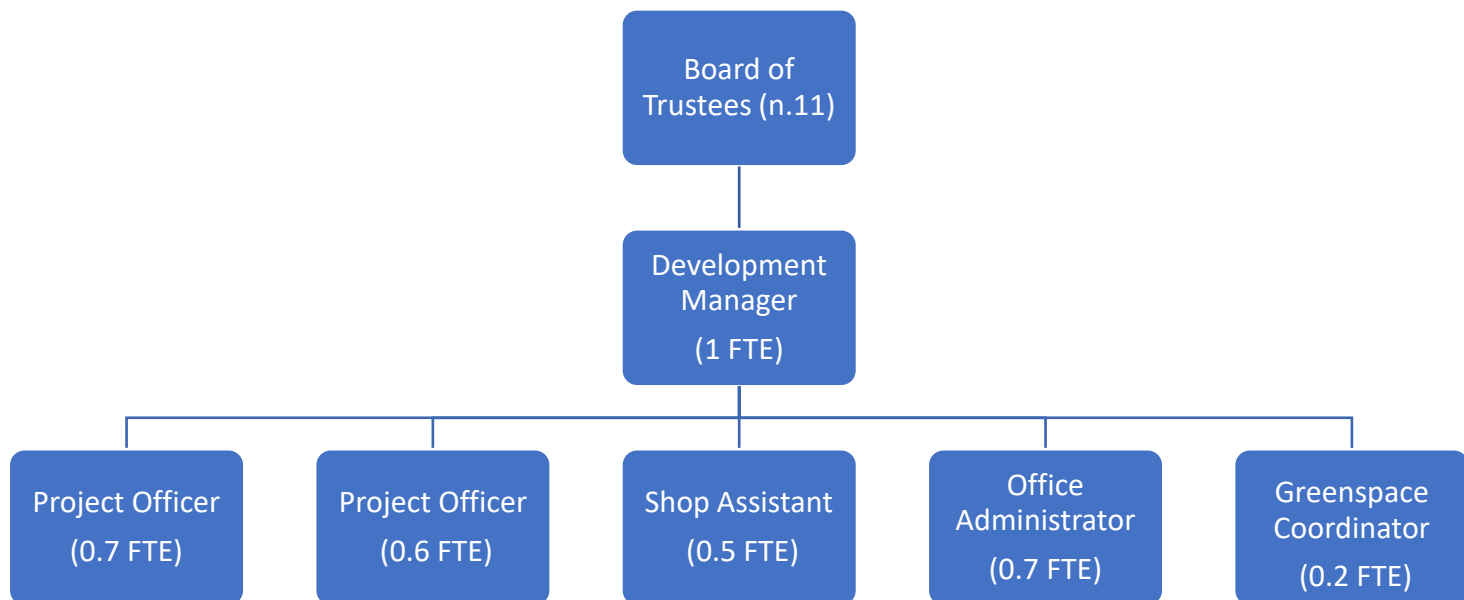 Board of
Trustees (n.11)
Development
Manager
(1 FTE)
Project Officer
(0.7 FTE)
Project Officer
(0.6 FTE)
Shop Assistant
(0.5 FTE)
Office
Administrator
(0.7 FTE)
Greenspace
Coordinator
(0.2 FTE)